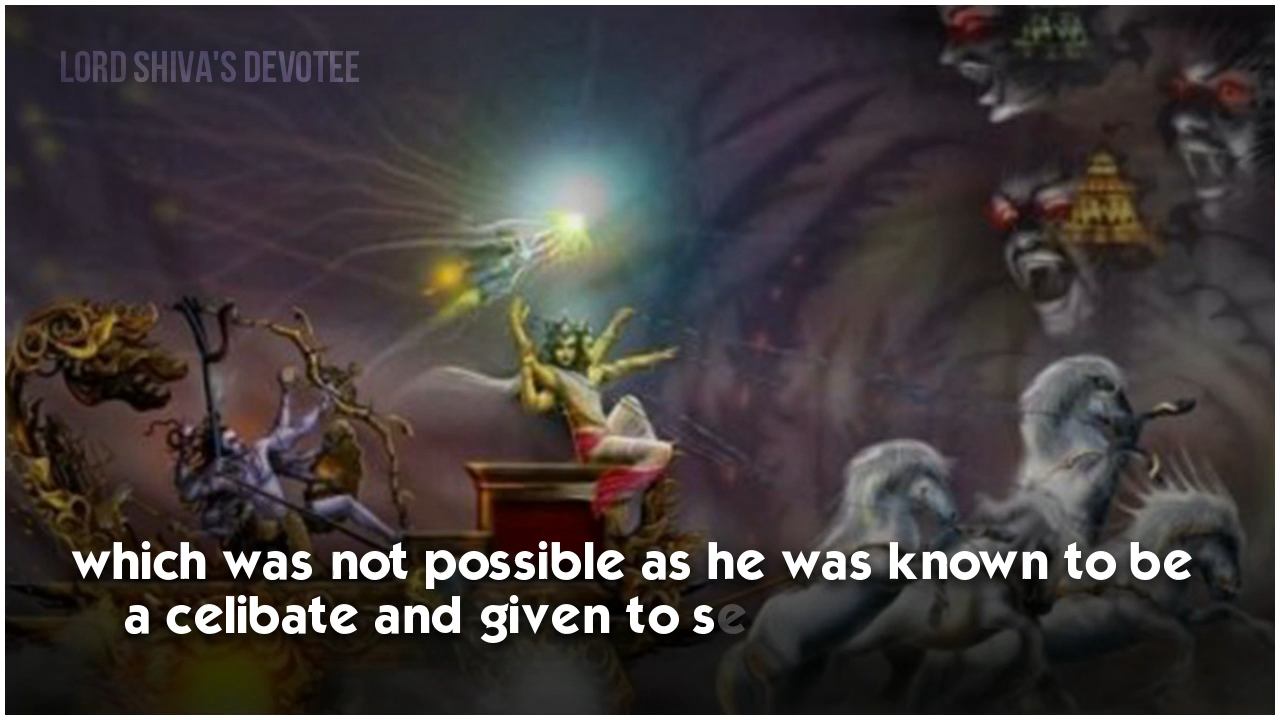 LORD SHIVA'S DEVOTEE
which was not possible as he was known to be
a celibate and given to se